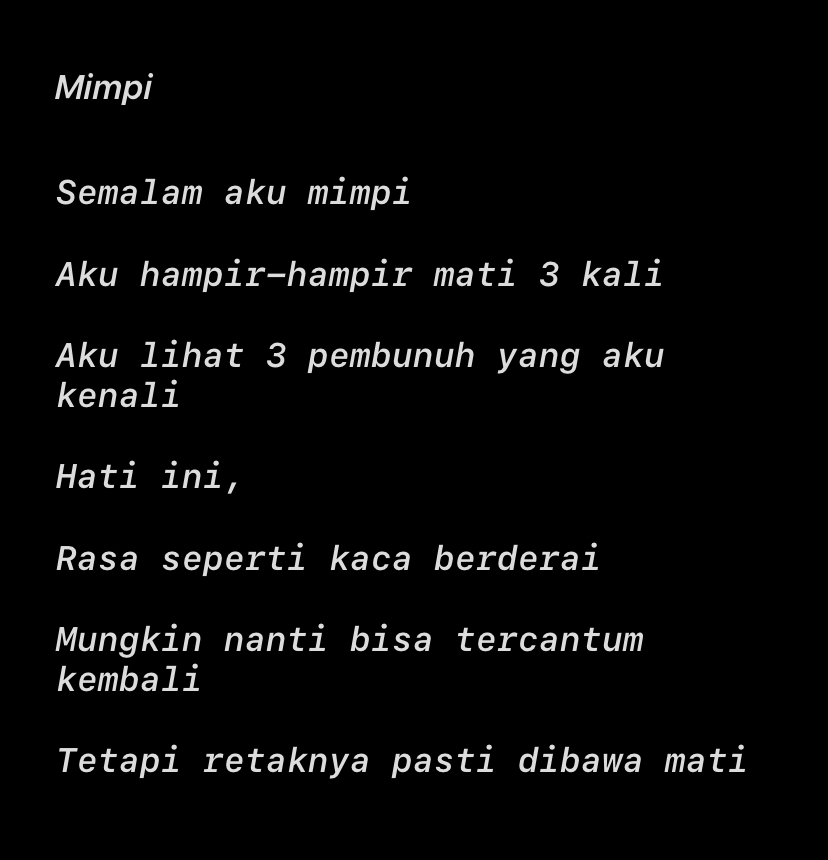 Mimpi
Semalam aku mimpi
Aku hampir-hampir mati 3 kali
Aku lihat 3 pembunuh yang aku
kenali
Hati ini,
Rasa seperti kaca berderai
Mungkin nanti bisa tercantum
kembali
Tetapi retaknya pasti dibawa mati